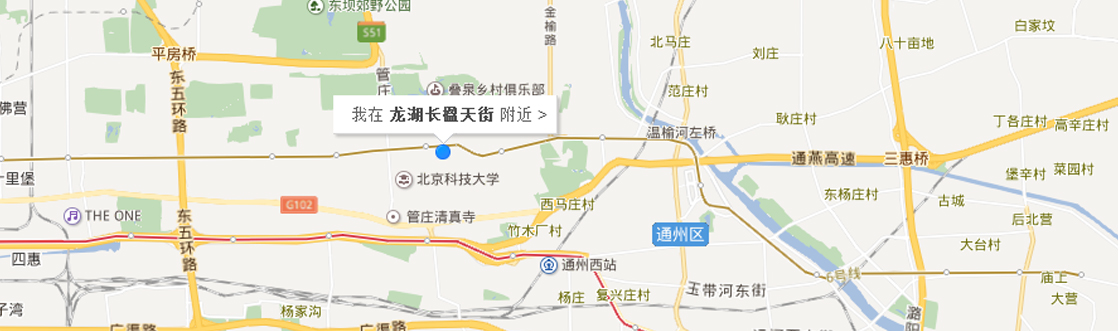 东坝郊野公园
S51
金榆路
北马庄
白家坟
八十亩地
刘庄
平房桥
管庄
东五环路
叠泉乡村俱乐部
范庄村
佛营
我在 龙湖长盈天街 附近 >
耿庄村
丁各庄村
高辛庄村
温榆河左桥
通燕高速
三惠桥
北京科技大学
十里堡
堡辛村
菜园村
东杨庄村
古城
西马庄村
G102
THE ONE
管庄清真寺
后北营
东五环路
竹木厂村
通州区
大台村
四惠
通州西站
6号线
庙上
杨庄
复兴庄村
玉带河东街
大营
子湾
杨家沟
潞阳
广渠路
广渠路